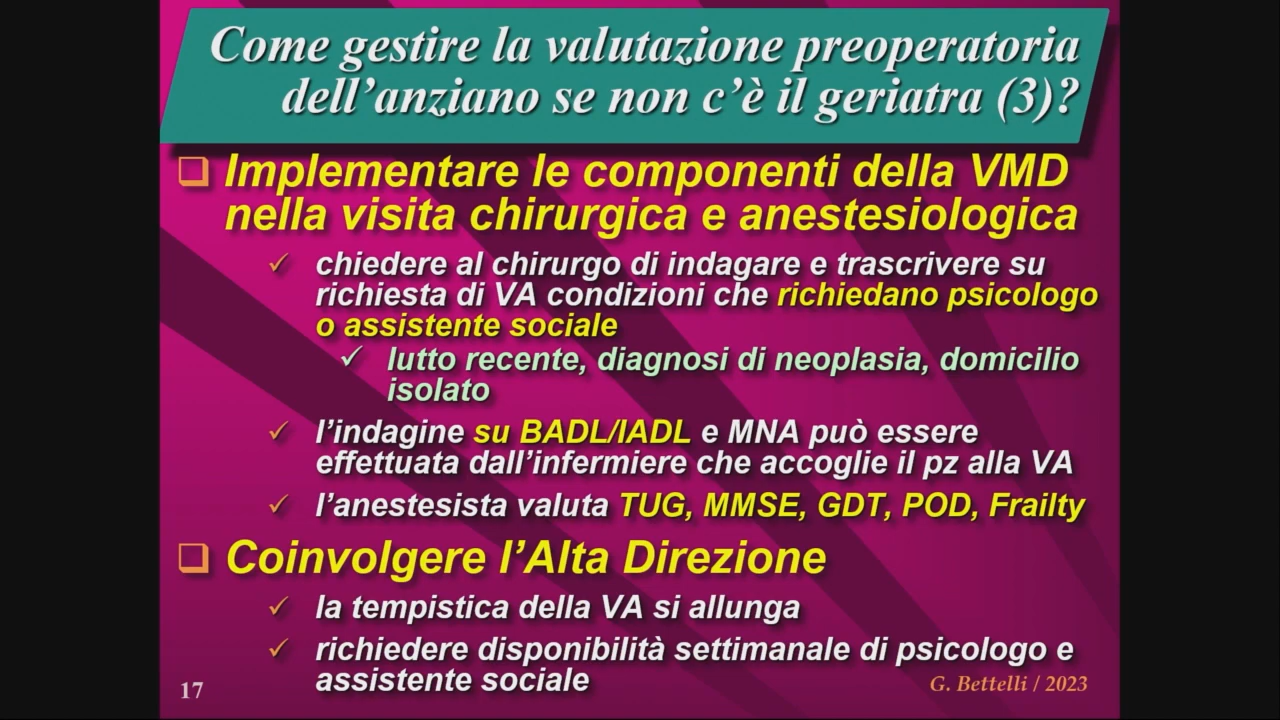 Come gestire la valutazione preoperatoria
dell'anziano se non c'è il geriatra (3)?
Implementare le componenti della VMD
nella visita chirurgica e anestesiologica
chiedere al chirurgo di indagare e trascrivere su
richiesta di VA condizioni che richiedano psicologo
o assistente sociale
lutto recente, diagnosi di neoplasia, domicilio
isolato
l'indagine su BADL/IADL e MNA può essere
effettuata dall'infermiere che accoglie il pz alla VA
l'anestesista valuta TUG, MMSE, GDT, POD, Frailty
Coinvolgere l'Alta Direzione
la tempistica della VA si allunga
richiedere disponibilità settimanale di psicologo e
assistente sociale
17
G. Bettelli / 2023